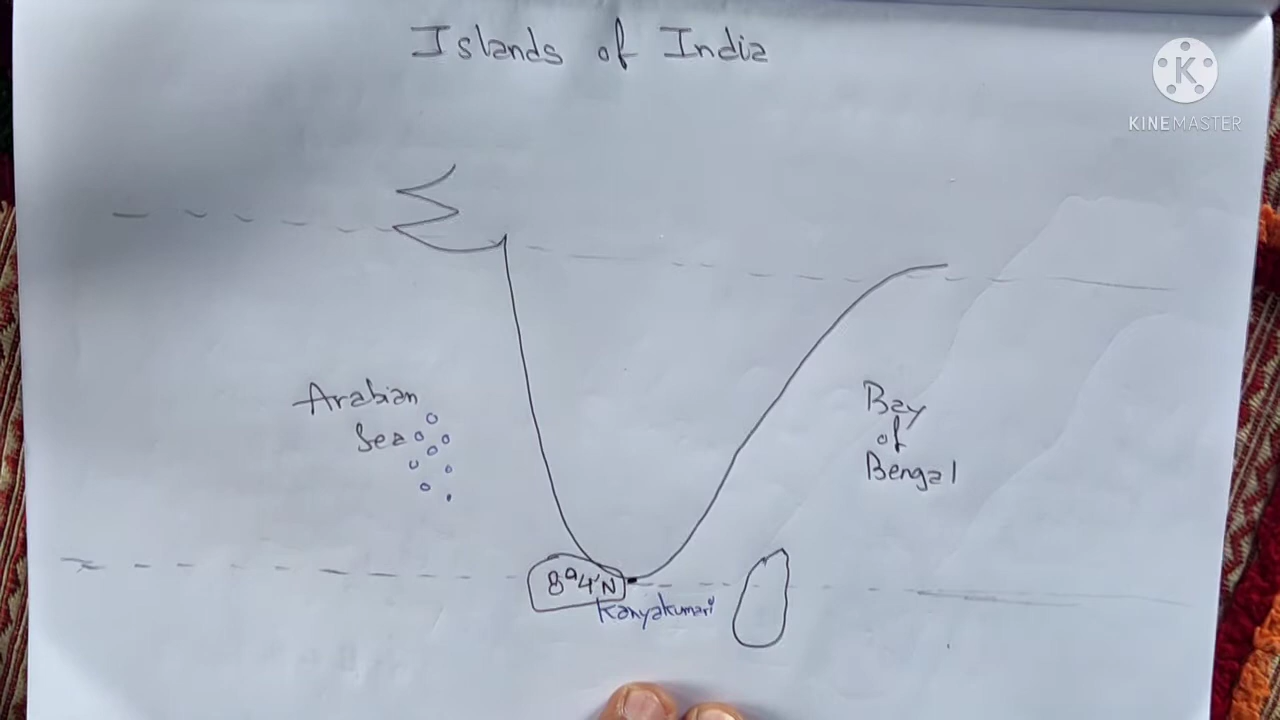 Islands of India
K
KINEMASTER
Arabian
Sea
Bay
of
Bengal
8°4'N
Kanyakumari